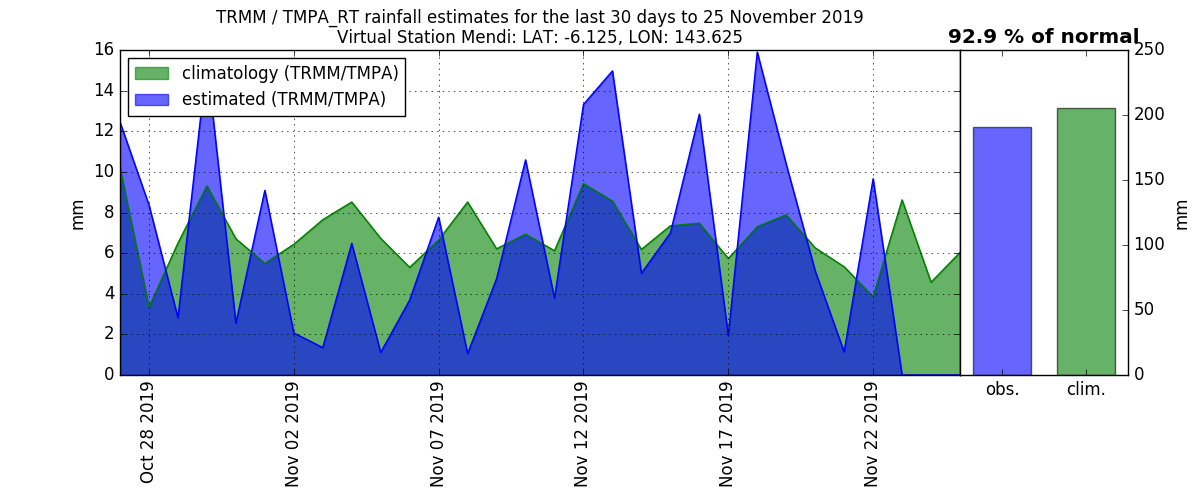 TRMM / TMPA_RT rainfall estimates for the last 30 days to 25 November 2019
Virtual Station Mendi: LAT: -6.125, LON: 143.625
92.9 % of normal
climatology (TRMM/TMPA)
estimated (TRMM/TMPA)
mm
16
14
12
10
8
6
4
2
0
Oct 28 2019
Nov 02 2019
Nov 07 2019
Nov 12 2019
Nov 17 2019
Nov 22 2019
250
200
150
100
50
0
mm
obs.
clim.